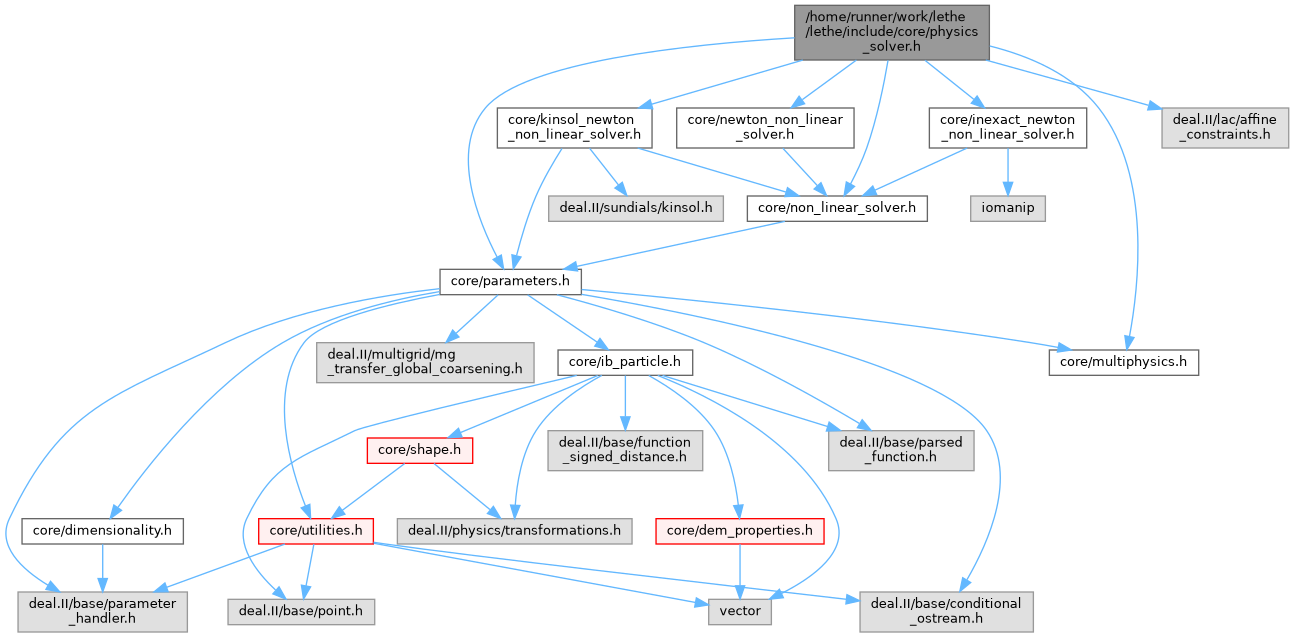 /home/runner/work/lethe
/lethe/include/core/physics
_solver.h
core/kinsol_newton
_non_linear_solver.h
core/newton_non_linear
_solver.h
core/inexact_newton
_non_linear_solver.h
deal.II/lac/affine
_constraints.h
deal.II/sundials/kinsol.h
core/non_linear_solver.h
iomanip
core/parameters.h
deal.II/multigrid/mg
_transfer_global_coarsening.h
core/ib_particle.h
core/multiphysics.h
core/shape.h
deal.II/base/function
_signed_distance.h
deal.II/base/parsed
_function.h
core/dimensionality.h
core/utilities.h
deal.II/physics/transformations.h
core/dem_properties.h
deal.II/base/parameter
_handler.h
deal.II/base/point.h
vector
deal.II/base/conditional
_ostream.h